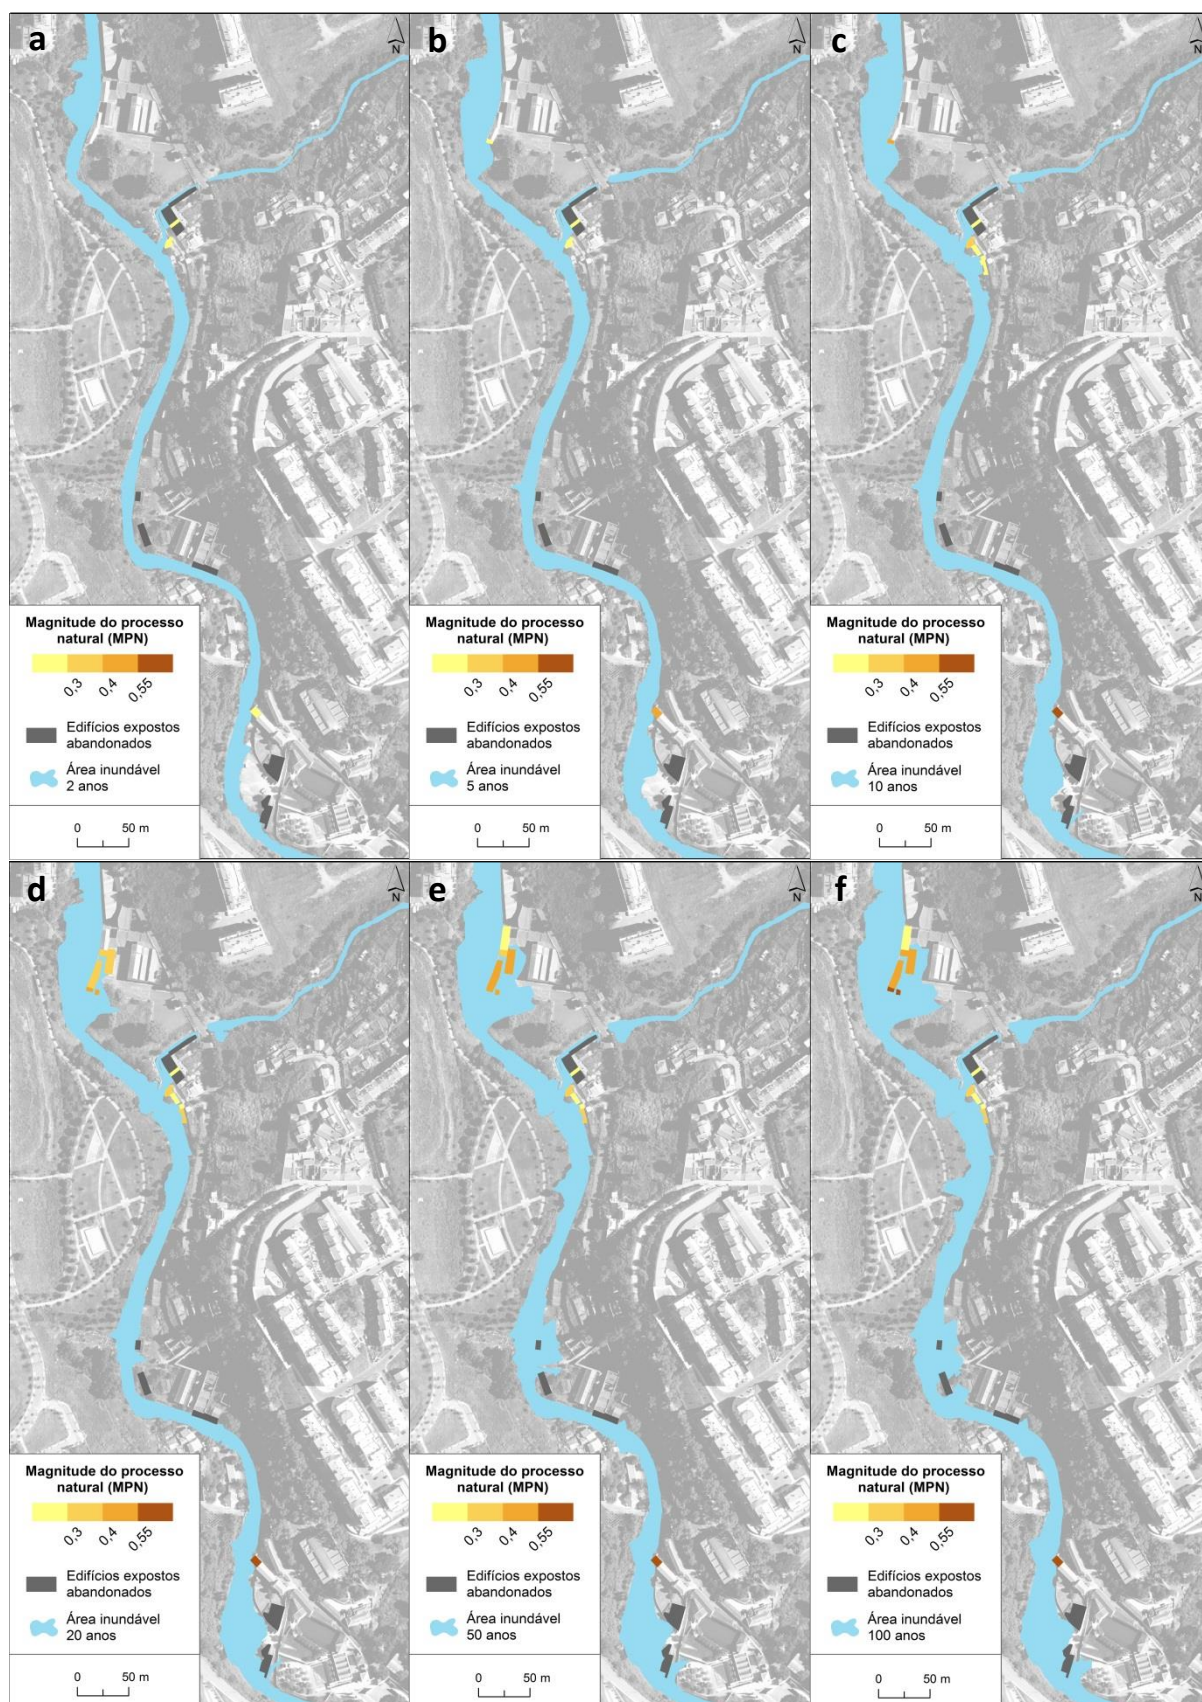 a
N
Magnitude do processo
natural (MPN)
0,3
0,4
0,55
Edifícios expostos
abandonados
Área inundável
2 anos
0 50 m
b
N
Magnitude do processo
natural (MPN)
0,3
0,4
0,55
Edifícios expostos
abandonados
Área inundável
5 anos
0 50 m
c
N
Magnitude do processo
natural (MPN)
0,3
0,4
0,55
Edifícios expostos
abandonados
Área inundável
10 anos
0 50 m
d
N
Magnitude do processo
natural (MPN)
0,3
0,4
0,55
Edifícios expostos
abandonados
Área inundável
20 anos
0 50 m
e
N
Magnitude do processo
natural (MPN)
0,3
0,4
0,55
Edifícios expostos
abandonados
Área inundável
50 anos
0 50 m
f
N
Magnitude do processo
natural (MPN)
0,3
0,4
0,55
Edifícios expostos
abandonados
Área inundável
100 anos
0 50 m